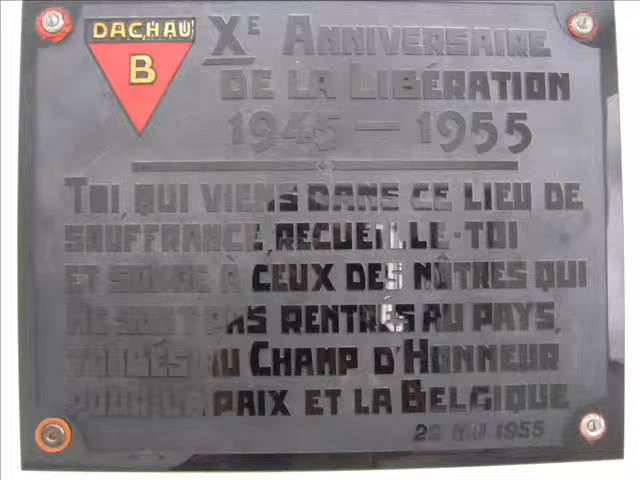 DACHAU
B
Xᴱ ANNIVERSAIRE
DE LA LIBÉRATION
1945 — 1955
TOI, QUI VIENS DANS CE LIEU DE
SOUFFRANCE, RECUEILLE-TOI
ET SONGE À CEUX DES NÔTRES QUI
NE SONT PAS RENTRÉS AU PAYS,
TOMBÉS AU CHAMP D'HONNEUR
POUR LA PAIX ET LA BELGIQUE
29 MAI 1955